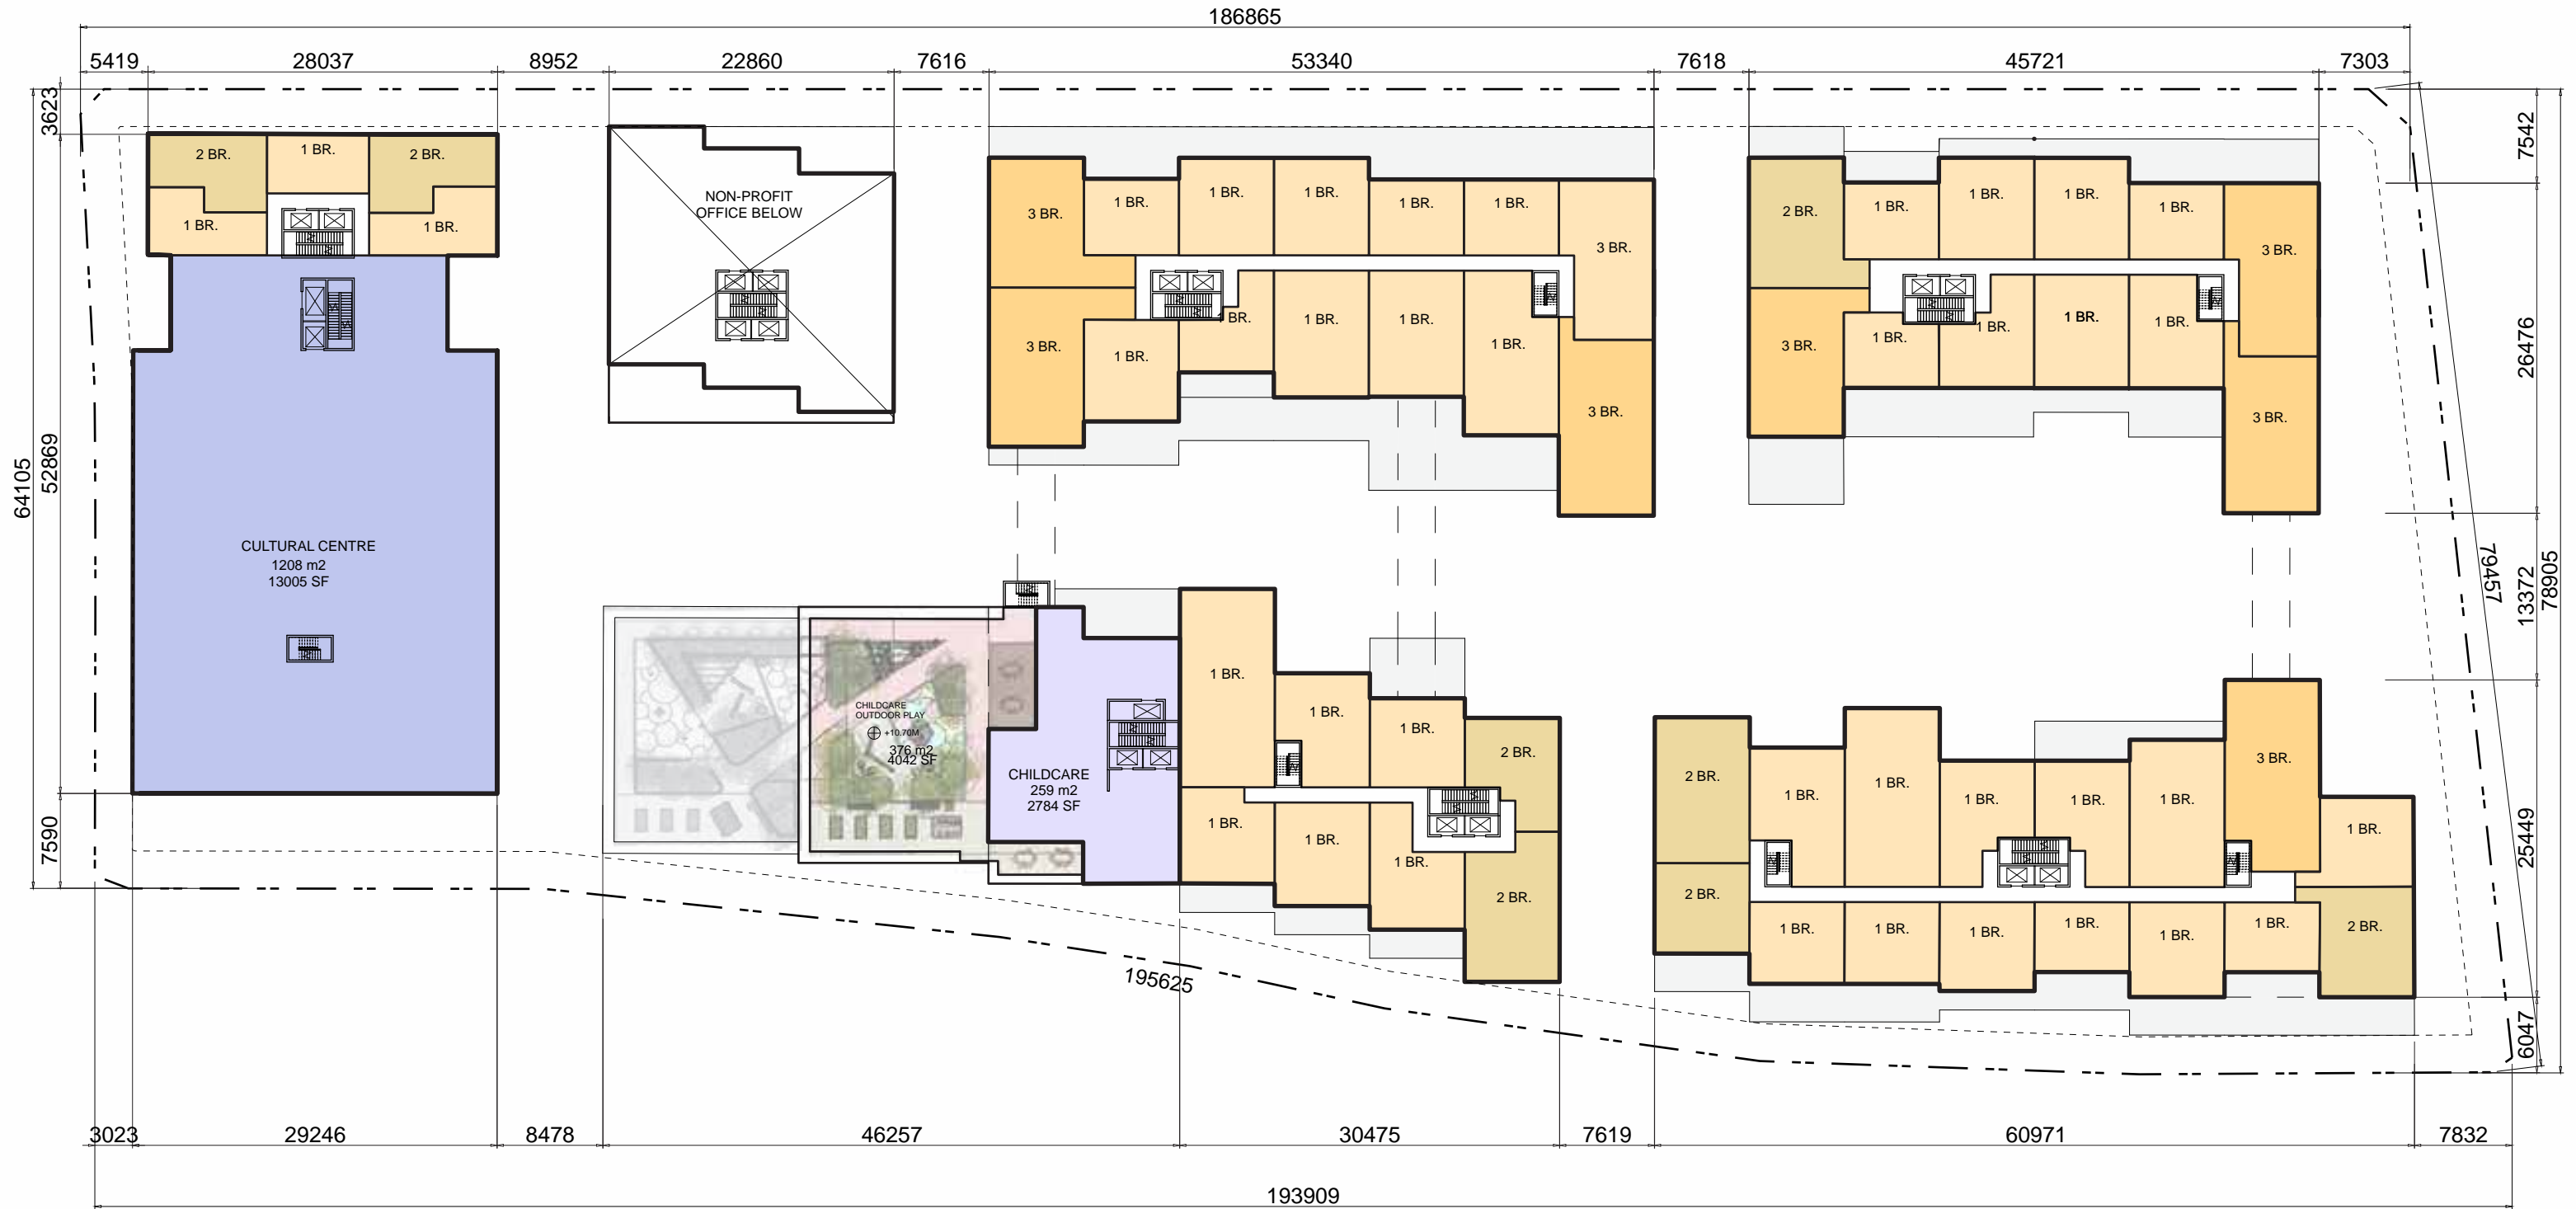 186865
5419
28037
8952
22860
7616
53340
7618
45721
7303
3623
52869
64105
7590
7542
26476
13372
78905
79457
25449
6047
2 BR.
1 BR.
2 BR.
1 BR.
1 BR.
CULTURAL CENTRE
1208 m2
13005 SF
NON-PROFIT
OFFICE BELOW
3 BR.
1 BR.
1 BR.
1 BR.
1 BR.
1 BR.
3 BR.
3 BR.
1 BR.
1 BR.
1 BR.
1 BR.
1 BR.
3 BR.
2 BR.
1 BR.
1 BR.
1 BR.
1 BR.
3 BR.
3 BR.
1 BR.
1 BR.
1 BR.
1 BR.
3 BR.
CHILDCARE
OUTDOOR PLAY
+10.70M
376 m2
4042 SF
CHILDCARE
259 m2
2784 SF
1 BR.
1 BR.
1 BR.
2 BR.
1 BR.
1 BR.
1 BR.
2 BR.
2 BR.
1 BR.
1 BR.
1 BR.
1 BR.
1 BR.
3 BR.
1 BR.
2 BR.
1 BR.
1 BR.
1 BR.
1 BR.
1 BR.
1 BR.
2 BR.
195625
3023
29246
8478
46257
30475
7619
60971
7832
193909